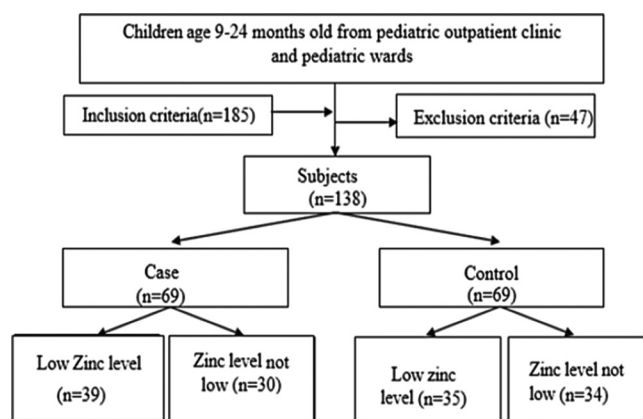 Children age 9-24 months old from pediatric outpatient clinic
and pediatric wards
Inclusion criteria(n=185)
Exclusion criteria (n=47)
Subjects
(n=138)
Case
(n=69)
Control
(n=69)
Low Zinc level
(n=39)
Zinc level not
low (n=30)
Low zinc
level (n=35)
Zinc level not
low (n=34)